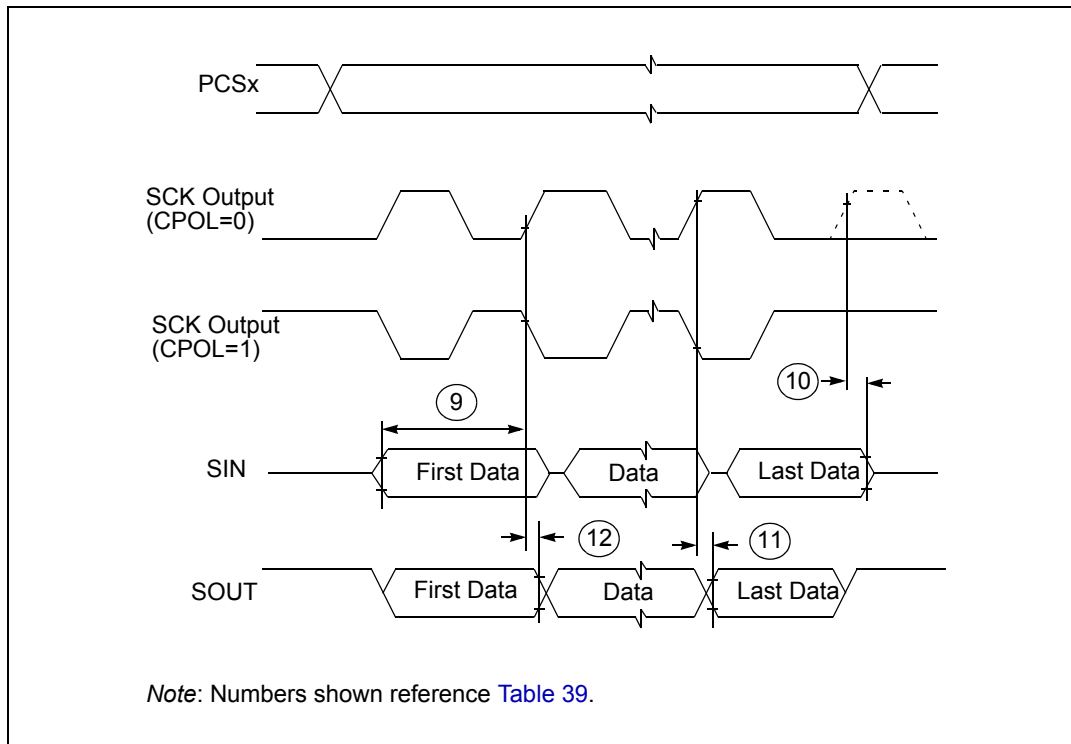 PCSx
SCK Output
(CPOL=0)
SCK Output
(CPOL=1)
10
9
SIN
First Data
Data
Last Data
12
11
SOUT
First Data
Data
Last Data
Note: Numbers shown reference Table 39.